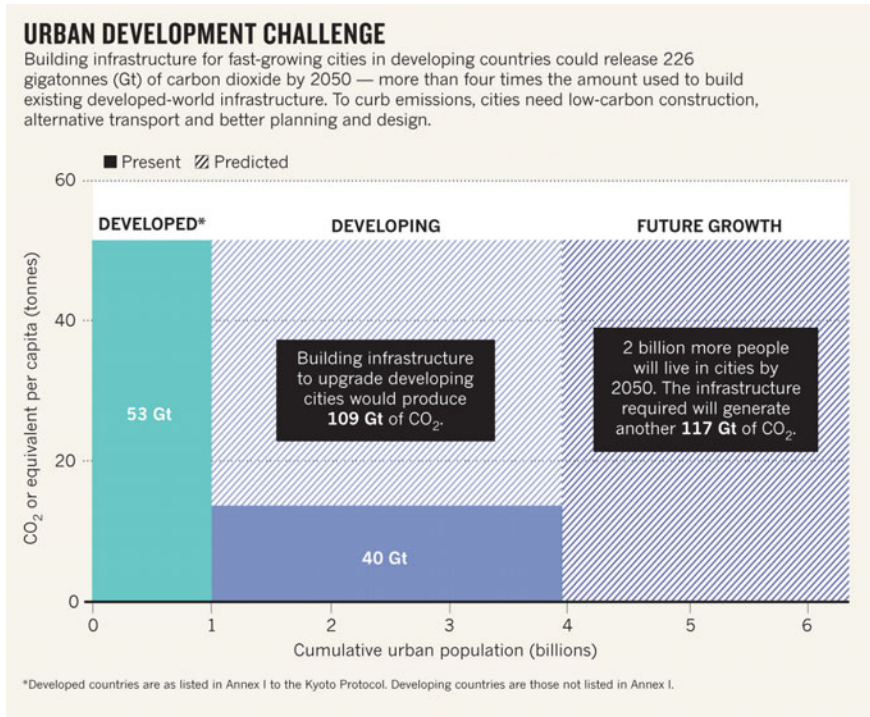 URBAN DEVELOPMENT CHALLENGE
Building infrastructure for fast-growing cities in developing countries could release 226
gigatonnes (Gt) of carbon dioxide by 2050 — more than four times the amount used to build
existing developed-world infrastructure. To curb emissions, cities need low-carbon construction,
alternative transport and better planning and design.
Present Predicted
60
DEVELOPED* DEVELOPING FUTURE GROWTH
40
Building infrastructure
to upgrade developing
cities would produce
109 Gt of CO₂.
2 billion more people
will live in cities by
2050. The infrastructure
required will generate
another 117 Gt of CO₂.
53 Gt
20
40 Gt
0
CO₂ or equivalent per capita (tonnes)
0 1 2 3 4 5 6
Cumulative urban population (billions)
*Developed countries are as listed in Annex I to the Kyoto Protocol. Developing countries are those not listed in Annex I.